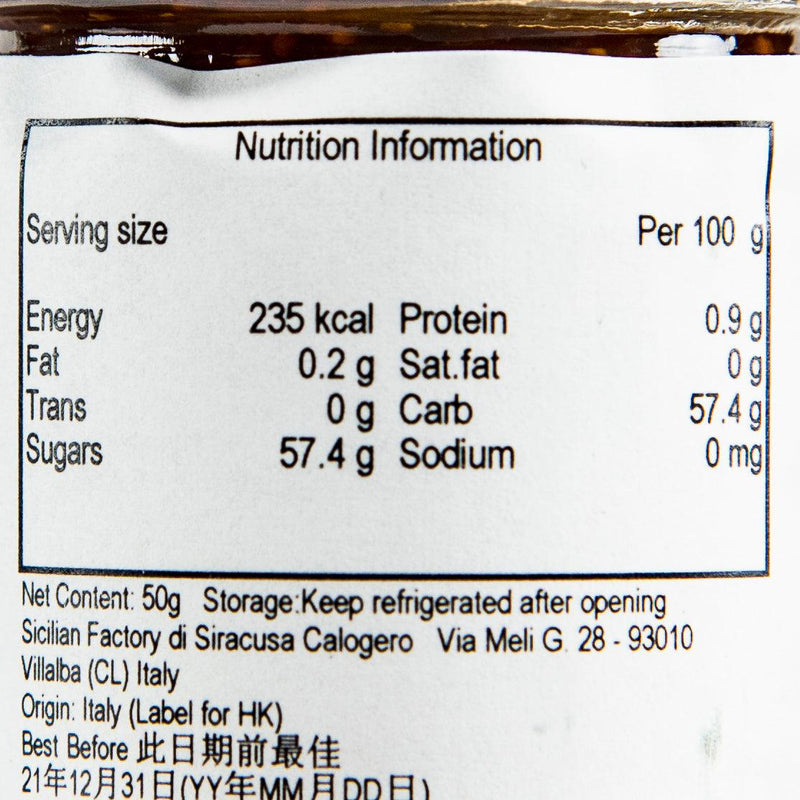 Nutrition Information
Serving size Per 100 g
Energy 235 kcal Protein 0.9 g
Fat 0.2 g Sat.fat 0 g
Trans 0 g Carb 57.4 g
Sugars 57.4 g Sodium 0 mg
Net Content: 50g Storage:Keep refrigerated after opening
Sicilian Factory di Siracusa Calogero Via Meli G. 28 - 93010
Villalba (CL) Italy
Origin: Italy (Label for HK)
Best Before 此日期前最佳
21年12月31日(YY年MM月DD日)